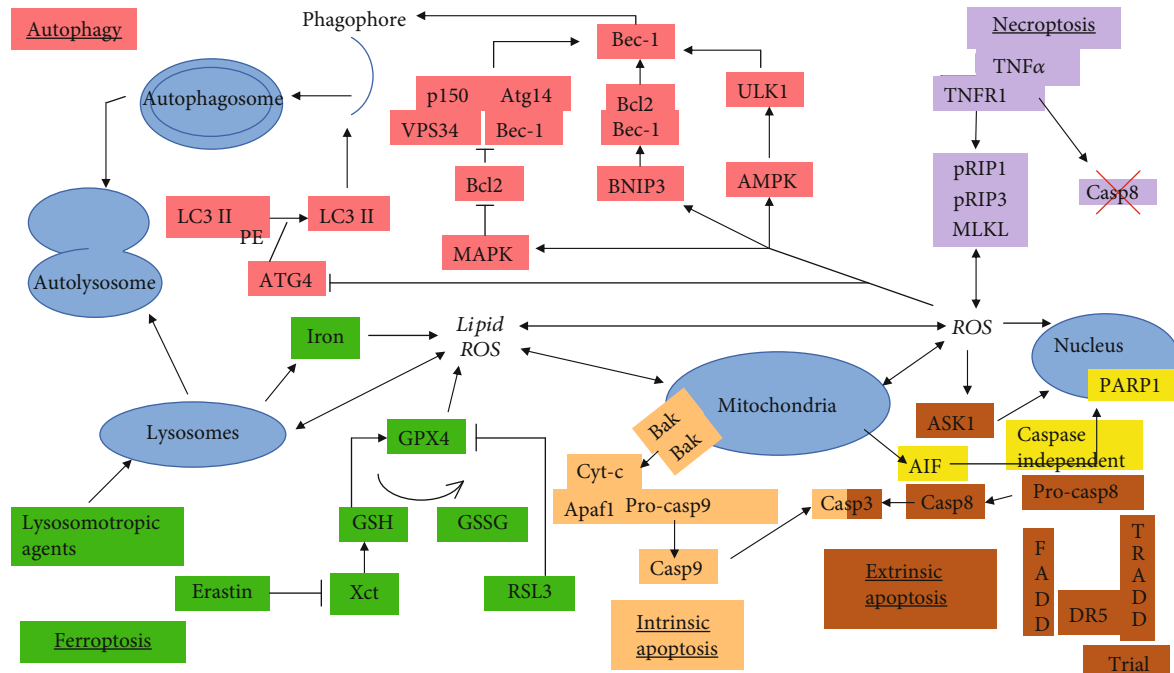 Autophagy
Phagophore
Bec-1
Necroptosis
TNFα
TNFR1
Autophagosome
p150
Atg14
VPS34
Bec-1
Bcl2
Bec-1
ULK1
pRIP1
pRIP3
MLKL
Casp8
Bcl2
BNIP3
AMPK
LC3 II
PE
LC3 II
MAPK
ATG4
Autolysosome
Iron
Lipid
ROS
ROS
Nucleus
PARP1
Mitochondria
Lysosomes
GPX4
Bak
Bak
ASK1
Caspase
independent
AIF
Cyt-c
Apaf1
Pro-casp9
Casp3
Casp8
Pro-casp8
Lysosomotropic
agents
GSH
GSSG
Casp9
Erastin
Xct
RSL3
Extrinsic
apoptosis
FADD
DR5
TRADD
Ferroptosis
Intrinsic
apoptosis
Trial